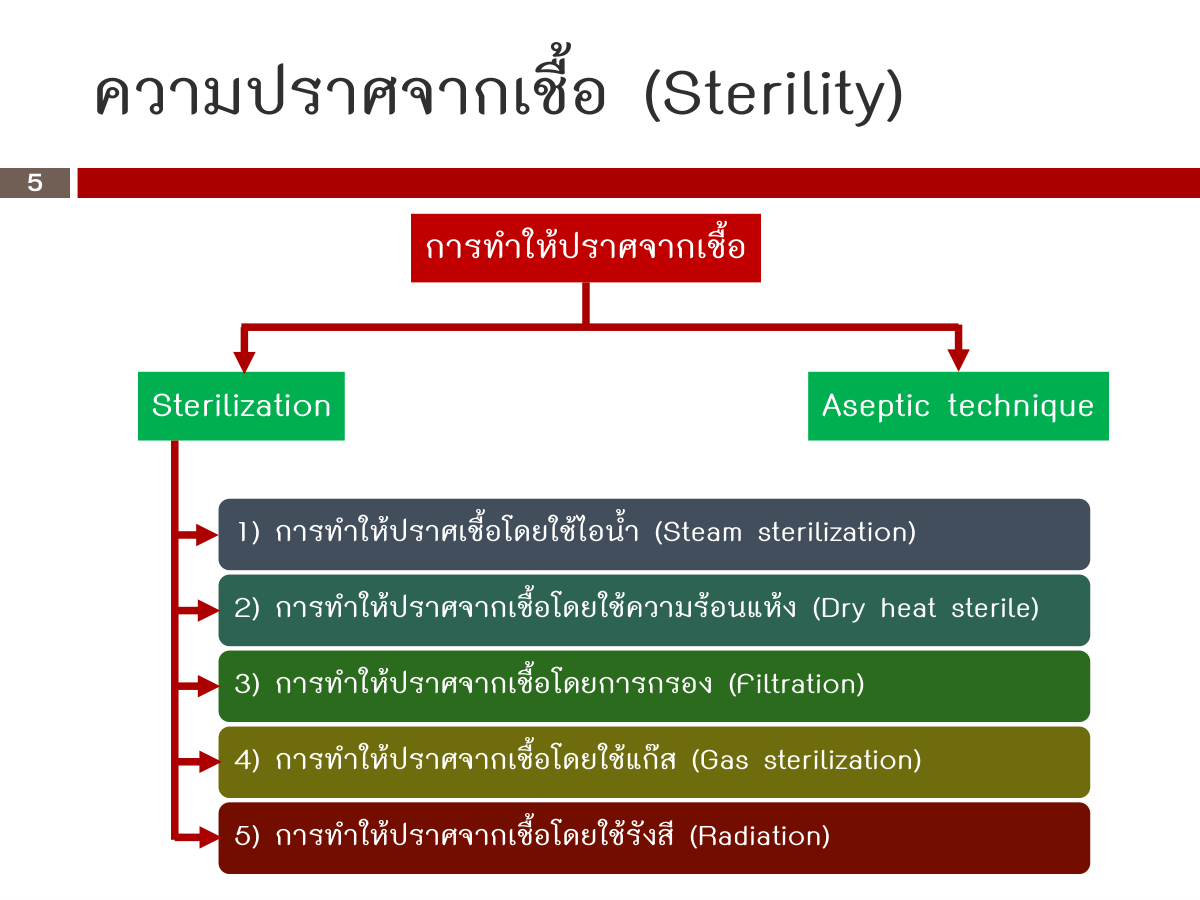 ความปราศจากเชื้อ (Sterility)
5
การทำให้ปราศจากเชื้อ
Sterilization
Aseptic technique
1) การทำให้ปราศเชื้อโดยใช้ไอน้ำ (Steam sterilization)
2) การทำให้ปราศจากเชื้อโดยใช้ความร้อนแห้ง (Dry heat sterile)
3) การทำให้ปราศจากเชื้อโดยการกรอง (Filtration)
4) การทำให้ปราศจากเชื้อโดยใช้แก๊ส (Gas sterilization)
5) การทำให้ปราศจากเชื้อโดยใช้รังสี (Radiation)